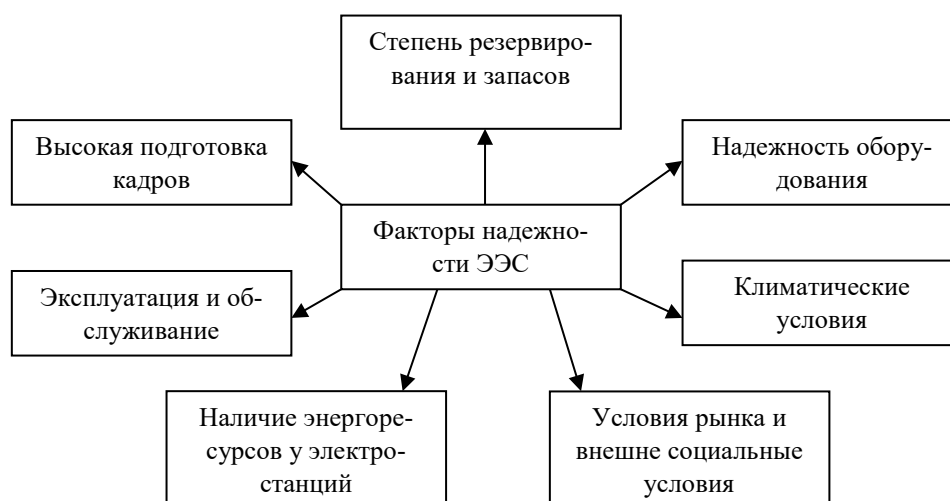 Степень резервиро-
вания и запасов
Высокая подготовка
кадров
Надежность обору-
дования
Факторы надежно-
сти ЭЭС
Эксплуатация и об-
служивание
Климатические
условия
Наличие энергоре-
сурсов у электро-
станций
Условия рынка и
внешне социальные
условия